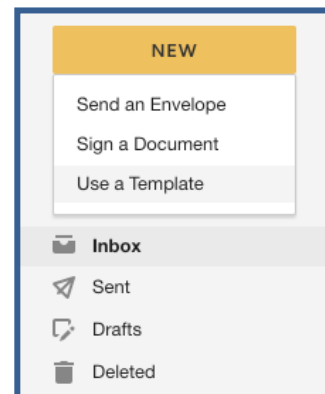 NEW
Send an Envelope
Sign a Document
Use a Template
Inbox
Sent
Drafts
Deleted